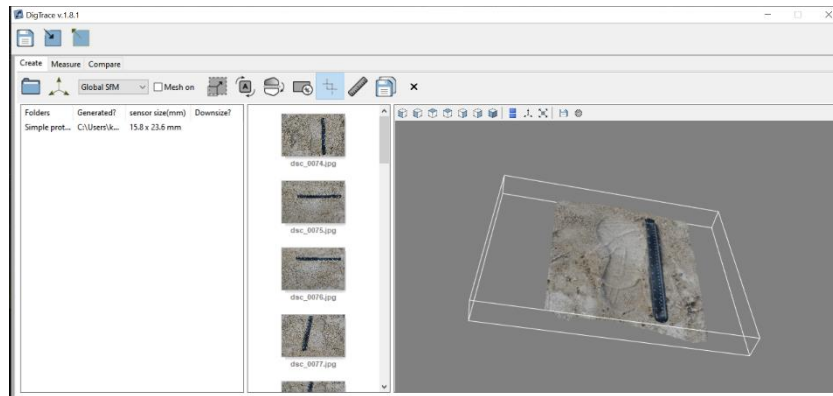 DigTrace v.1.8.1
Create Measure Compare
Global SfM Mesh on
Folders Generated? sensor size(mm) Downsize?
Simple prot... C:\Users\k... 15.8 x 23.6 mm
dsc_0074.jpg
dsc_0075.jpg
dsc_0076.jpg
dsc_0077.jpg